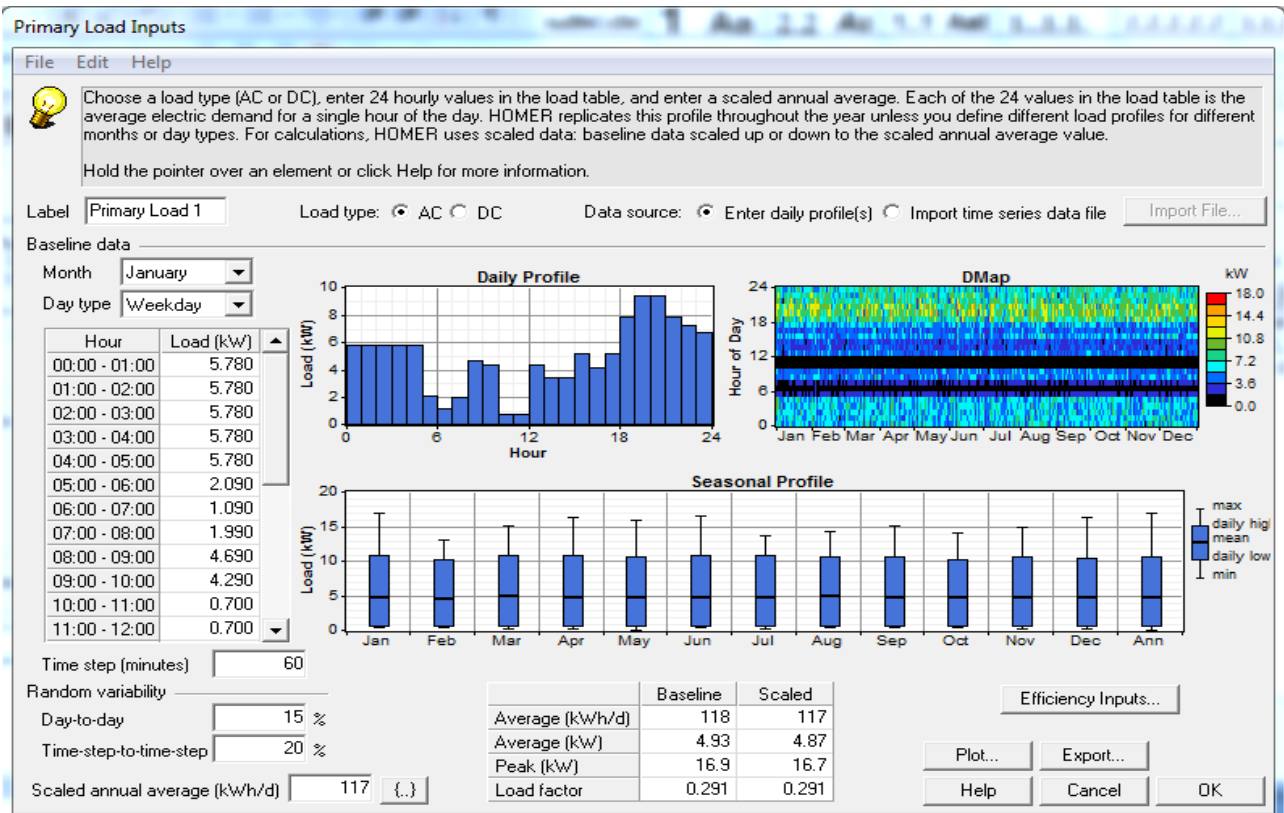 Primary Load Inputs
File Edit Help
Choose a load type (AC or DC), enter 24 hourly values in the load table, and enter a scaled annual average. Each of the 24 values in the load table is the
average electric demand for a single hour of the day. HOMER replicates this profile throughout the year unless you define different load profiles for different
months or day types. For calculations, HOMER uses scaled data: baseline data scaled up or down to the scaled annual average value.
Hold the pointer over an element or click Help for more information.
Label Primary Load 1 Load type: AC DC Data source: Enter daily profile(s) Import time series data file Import File...
Baseline data
Month January
Day type Weekday
Hour Load (kW)
00:00 - 01:00 5.780
01:00 - 02:00 5.780
02:00 - 03:00 5.780
03:00 - 04:00 5.780
04:00 - 05:00 5.780
05:00 - 06:00 2.090
06:00 - 07:00 1.090
07:00 - 08:00 1.990
08:00 - 09:00 4.690
09:00 - 10:00 4.290
10:00 - 11:00 0.700
11:00 - 12:00 0.700
Daily Profile
Load (kW)
10
8
6
4
2
0
0 6 12 18 24
Hour
DMap
Hour of Day
24
18
12
6
0
Jan Feb Mar Apr May Jun Jul Aug Sep Oct Nov Dec
kW
18.0
14.4
10.8
7.2
3.6
0.0
Seasonal Profile
Load (kW)
20
15
10
5
0
Jan Feb Mar Apr May Jun Jul Aug Sep Oct Nov Dec Ann
max
daily hig
mean
daily low
min
Time step (minutes) 60
Random variability
Day-to-day 15 %
Time-step-to-time-step 20 %
Scaled annual average (kWh/d) 117 {..}
Baseline Scaled
Average (kWh/d) 118 117
Average (kW) 4.93 4.87
Peak (kW) 16.9 16.7
Load factor 0.291 0.291
Efficiency Inputs...
Plot... Export...
Help Cancel OK